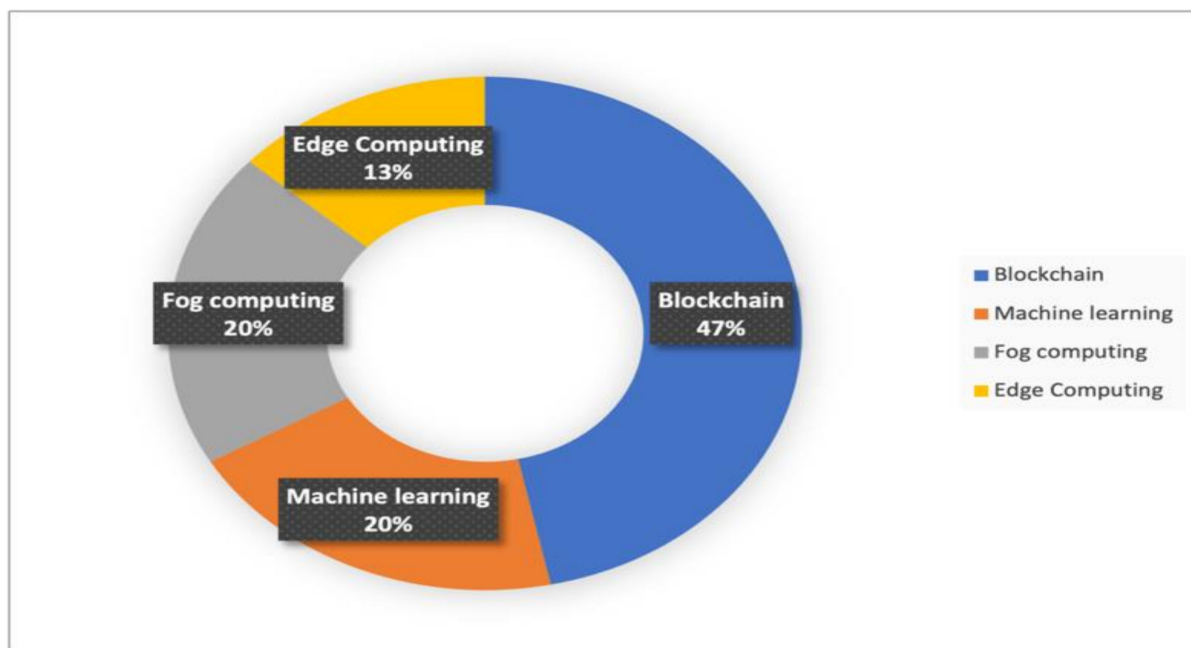 Edge Computing
13%
Fog computing
20%
Blockchain
47%
Machine learning
20%
Blockchain
Machine learning
Fog computing
Edge Computing